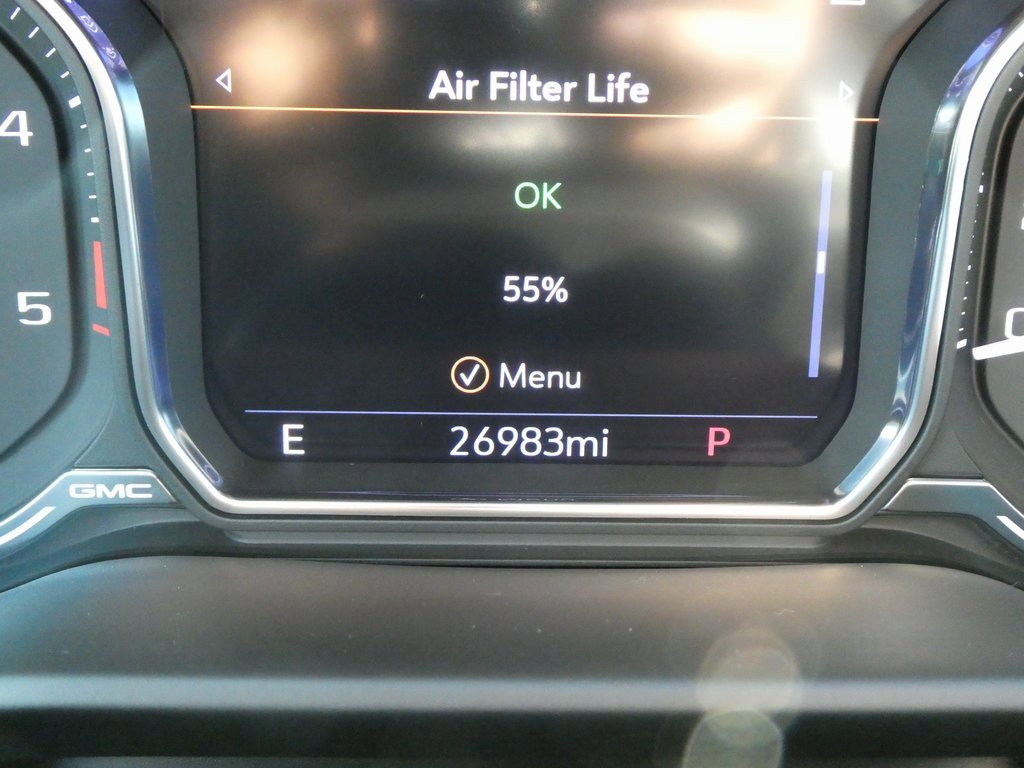 Air Filter Life
4
OK
55%
5
Menu
E 26983mi P
GMC